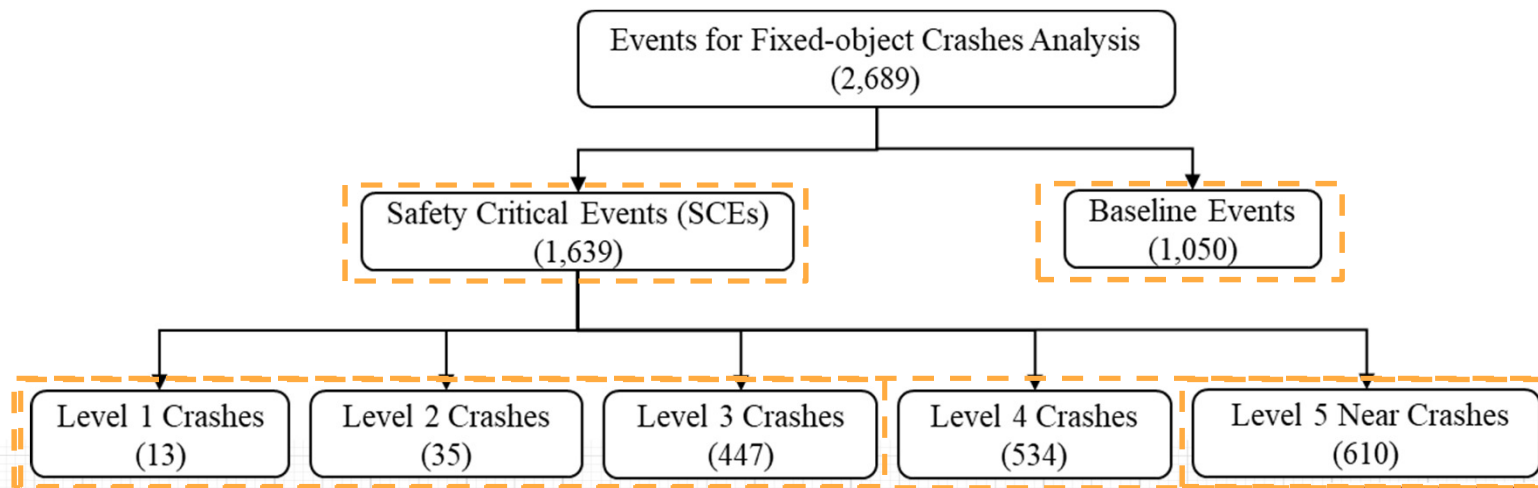 Events for Fixed-object Crashes Analysis
(2,689)
Safety Critical Events (SCEs)
(1,639)
Baseline Events
(1,050)
Level 1 Crashes
(13)
Level 2 Crashes
(35)
Level 3 Crashes
(447)
Level 4 Crashes
(534)
Level 5 Near Crashes
(610)